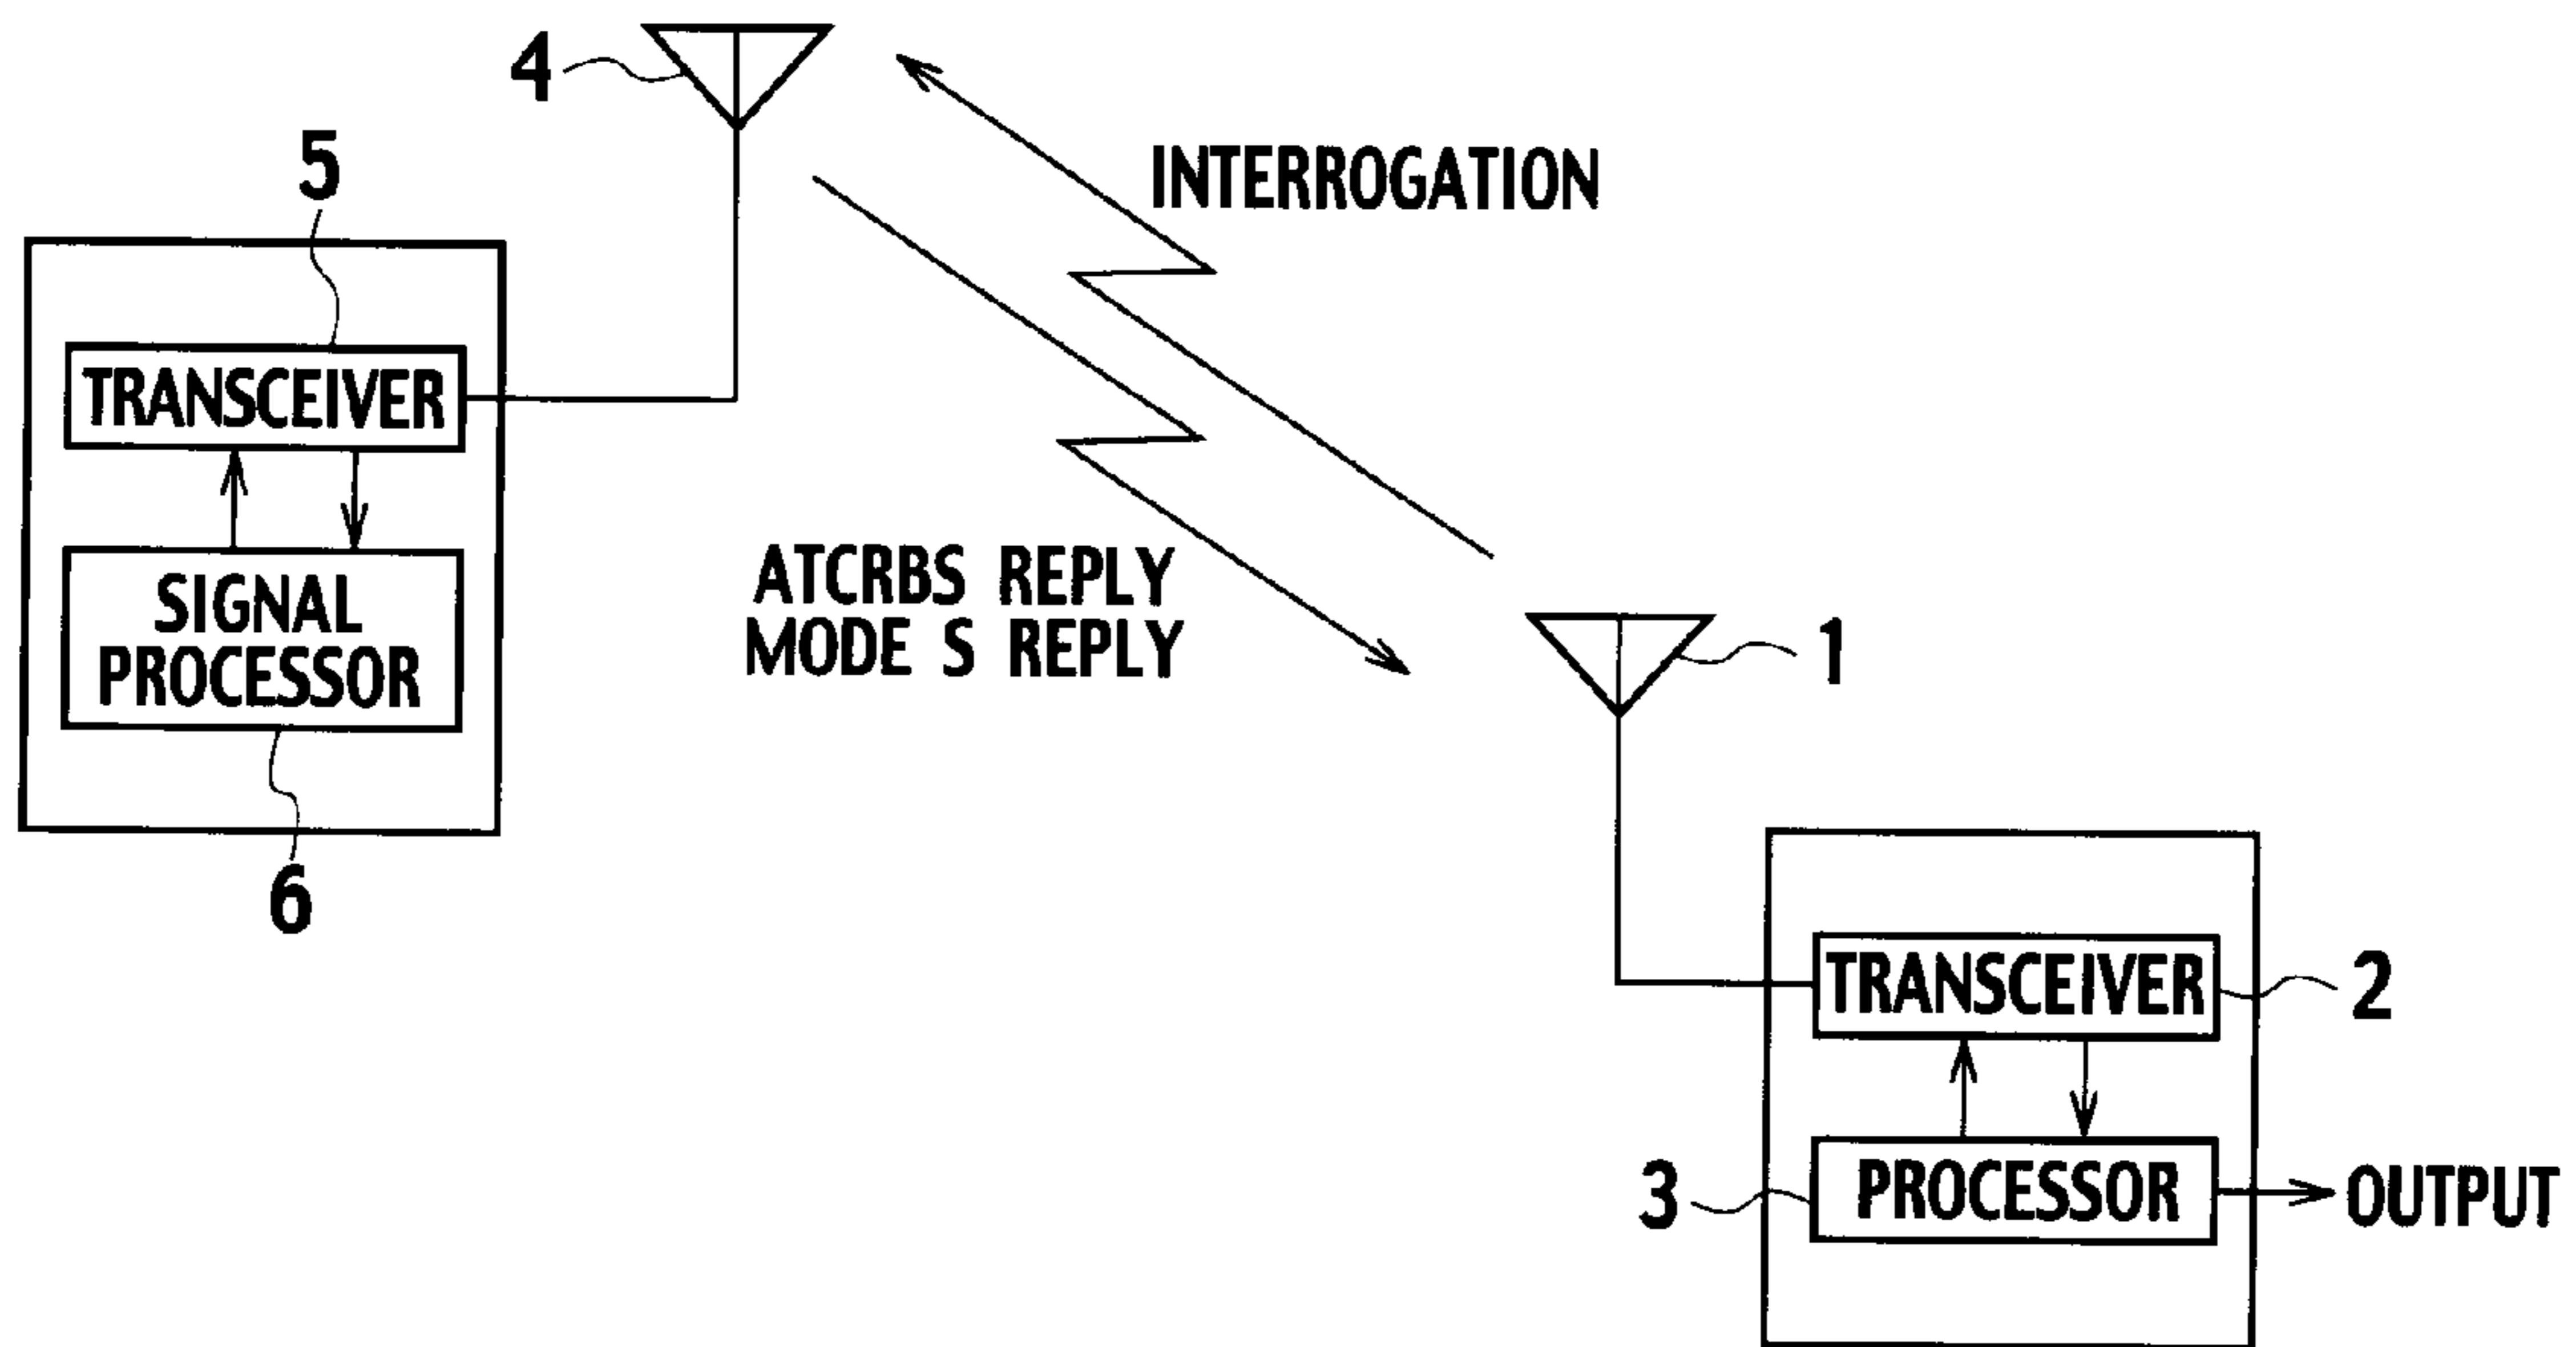 4
INTERROGATION
5
TRANSCEIVER
SIGNAL
PROCESSOR
6
ATCRBS REPLY
MODE S REPLY
1
TRANSCEIVER
2
3
PROCESSOR
OUTPUT